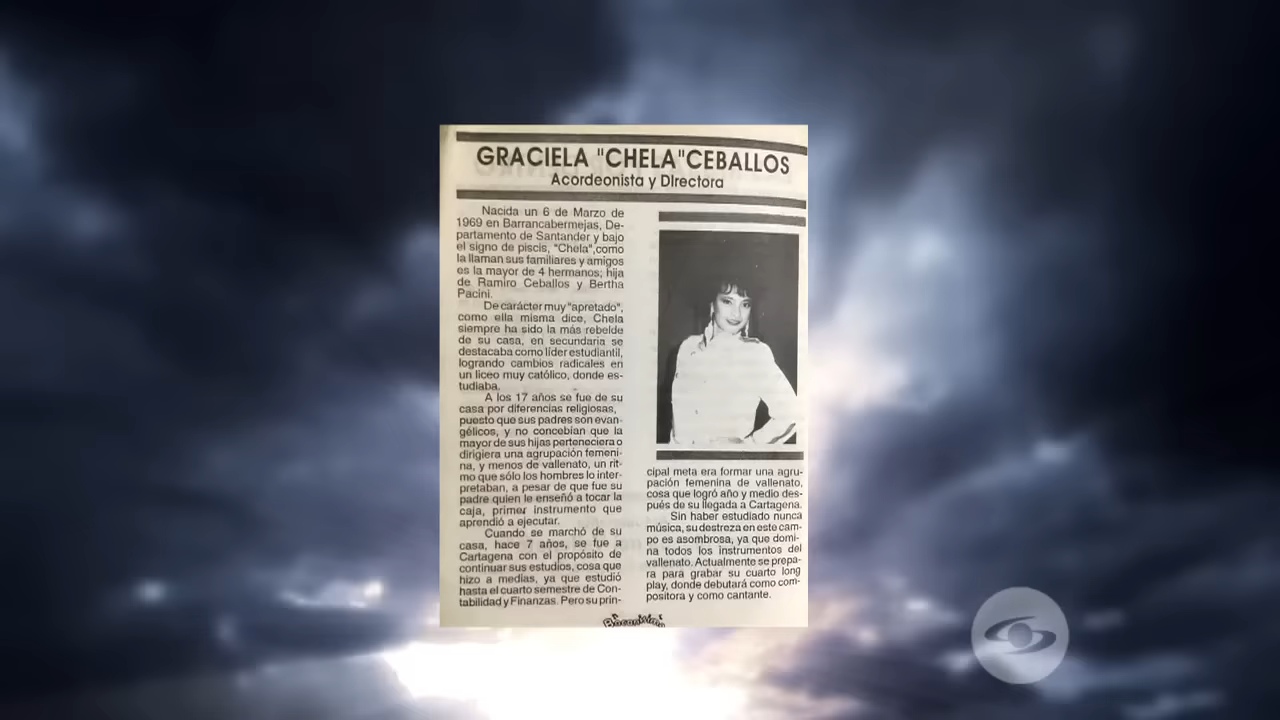 GRACIELA "CHELA"CEBALLOS
Acordeonista y Directora
Nacida un 6 de Marzo de
1969 en Barrancabermejas, De-
partamento de Santander y bajo
el signo de piscis, "Chela",como
la llaman sus familiares y amigos
es la mayor de 4 hermanos; hija
de Ramiro Ceballos y Bertha
Pacini.
De carácter muy "apretado",
como ella misma dice, Chela
siempre ha sido la más rebelde
de su casa, en secundaria se
destacaba como líder estudiantil,
logrando cambios radicales en
un liceo muy católico, donde es-
tudiaba.
A los 17 años se fue de su
casa por diferencias religiosas,
puesto que sus padres son evan-
gélicos, y no concebían que la
mayor de sus hijas perteneciera o
dirigiera una agrupación femeni-
na, y menos de vallenato, un rit-
mo que sólo los hombres lo inter-
pretaban, a pesar de que fue su
padre quien le enseñó a tocar la
caja, primer instrumento que
aprendió a ejecutar.
Cuando se marchó de su
casa, hace 7 años, se fue a
Cartagena con el propósito de
continuar sus estudios, cosa que
hizo a medias, ya que estudió
hasta el cuarto semestre de Con-
tabilidad y Finanzas. Pero su prin-
cipal meta era formar una agru-
pación femenina de vallenato,
cosa que logró año y medio des-
pués de su llegada a Cartagena.
Sin haber estudiado nunca
música, su destreza en este cam-
po es asombrosa, ya que domi-
na todos los instrumentos del
vallenato. Actualmente se prepa-
ra para grabar su cuarto long
play, donde debutará como com-
positora y como cantante.